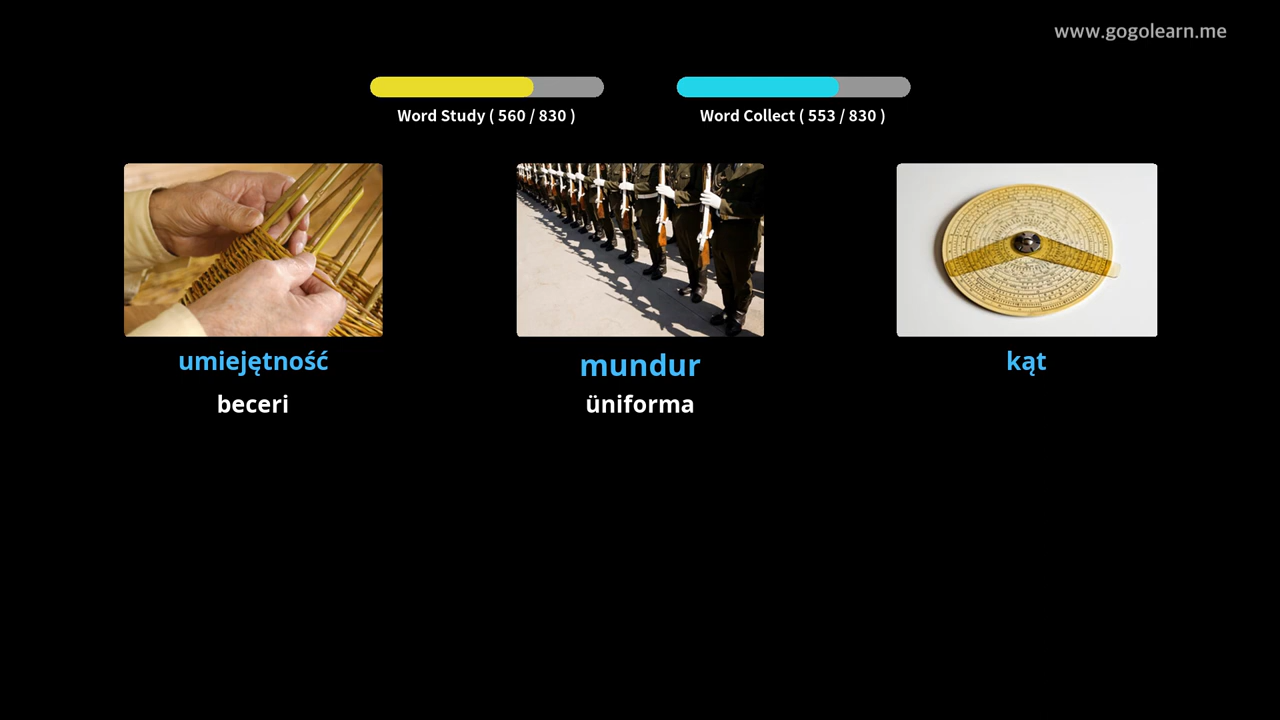 www.gogolearn.me
Word Study ( 560 / 830 )
Word Collect ( 553 / 830 )
umiejętność
mundur
kąt
beceri
üniforma